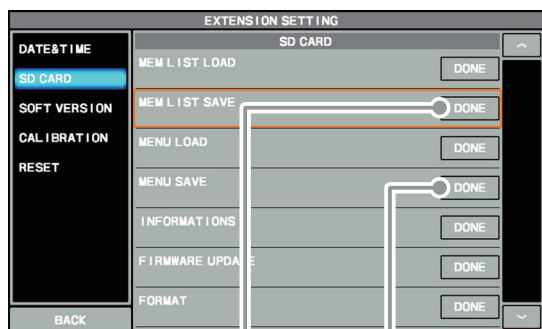 EXTENSION SETTING
DATE&TIME
SD CARD
SOFT VERSION
CALIBRATION
RESET
BACK
SD CARD
MEM LIST LOAD DONE
MEM LIST SAVE DONE
MENU LOAD DONE
MENU SAVE DONE
INFORMATIONS DONE
FIRMWARE UPDATE DONE
FORMAT DONE